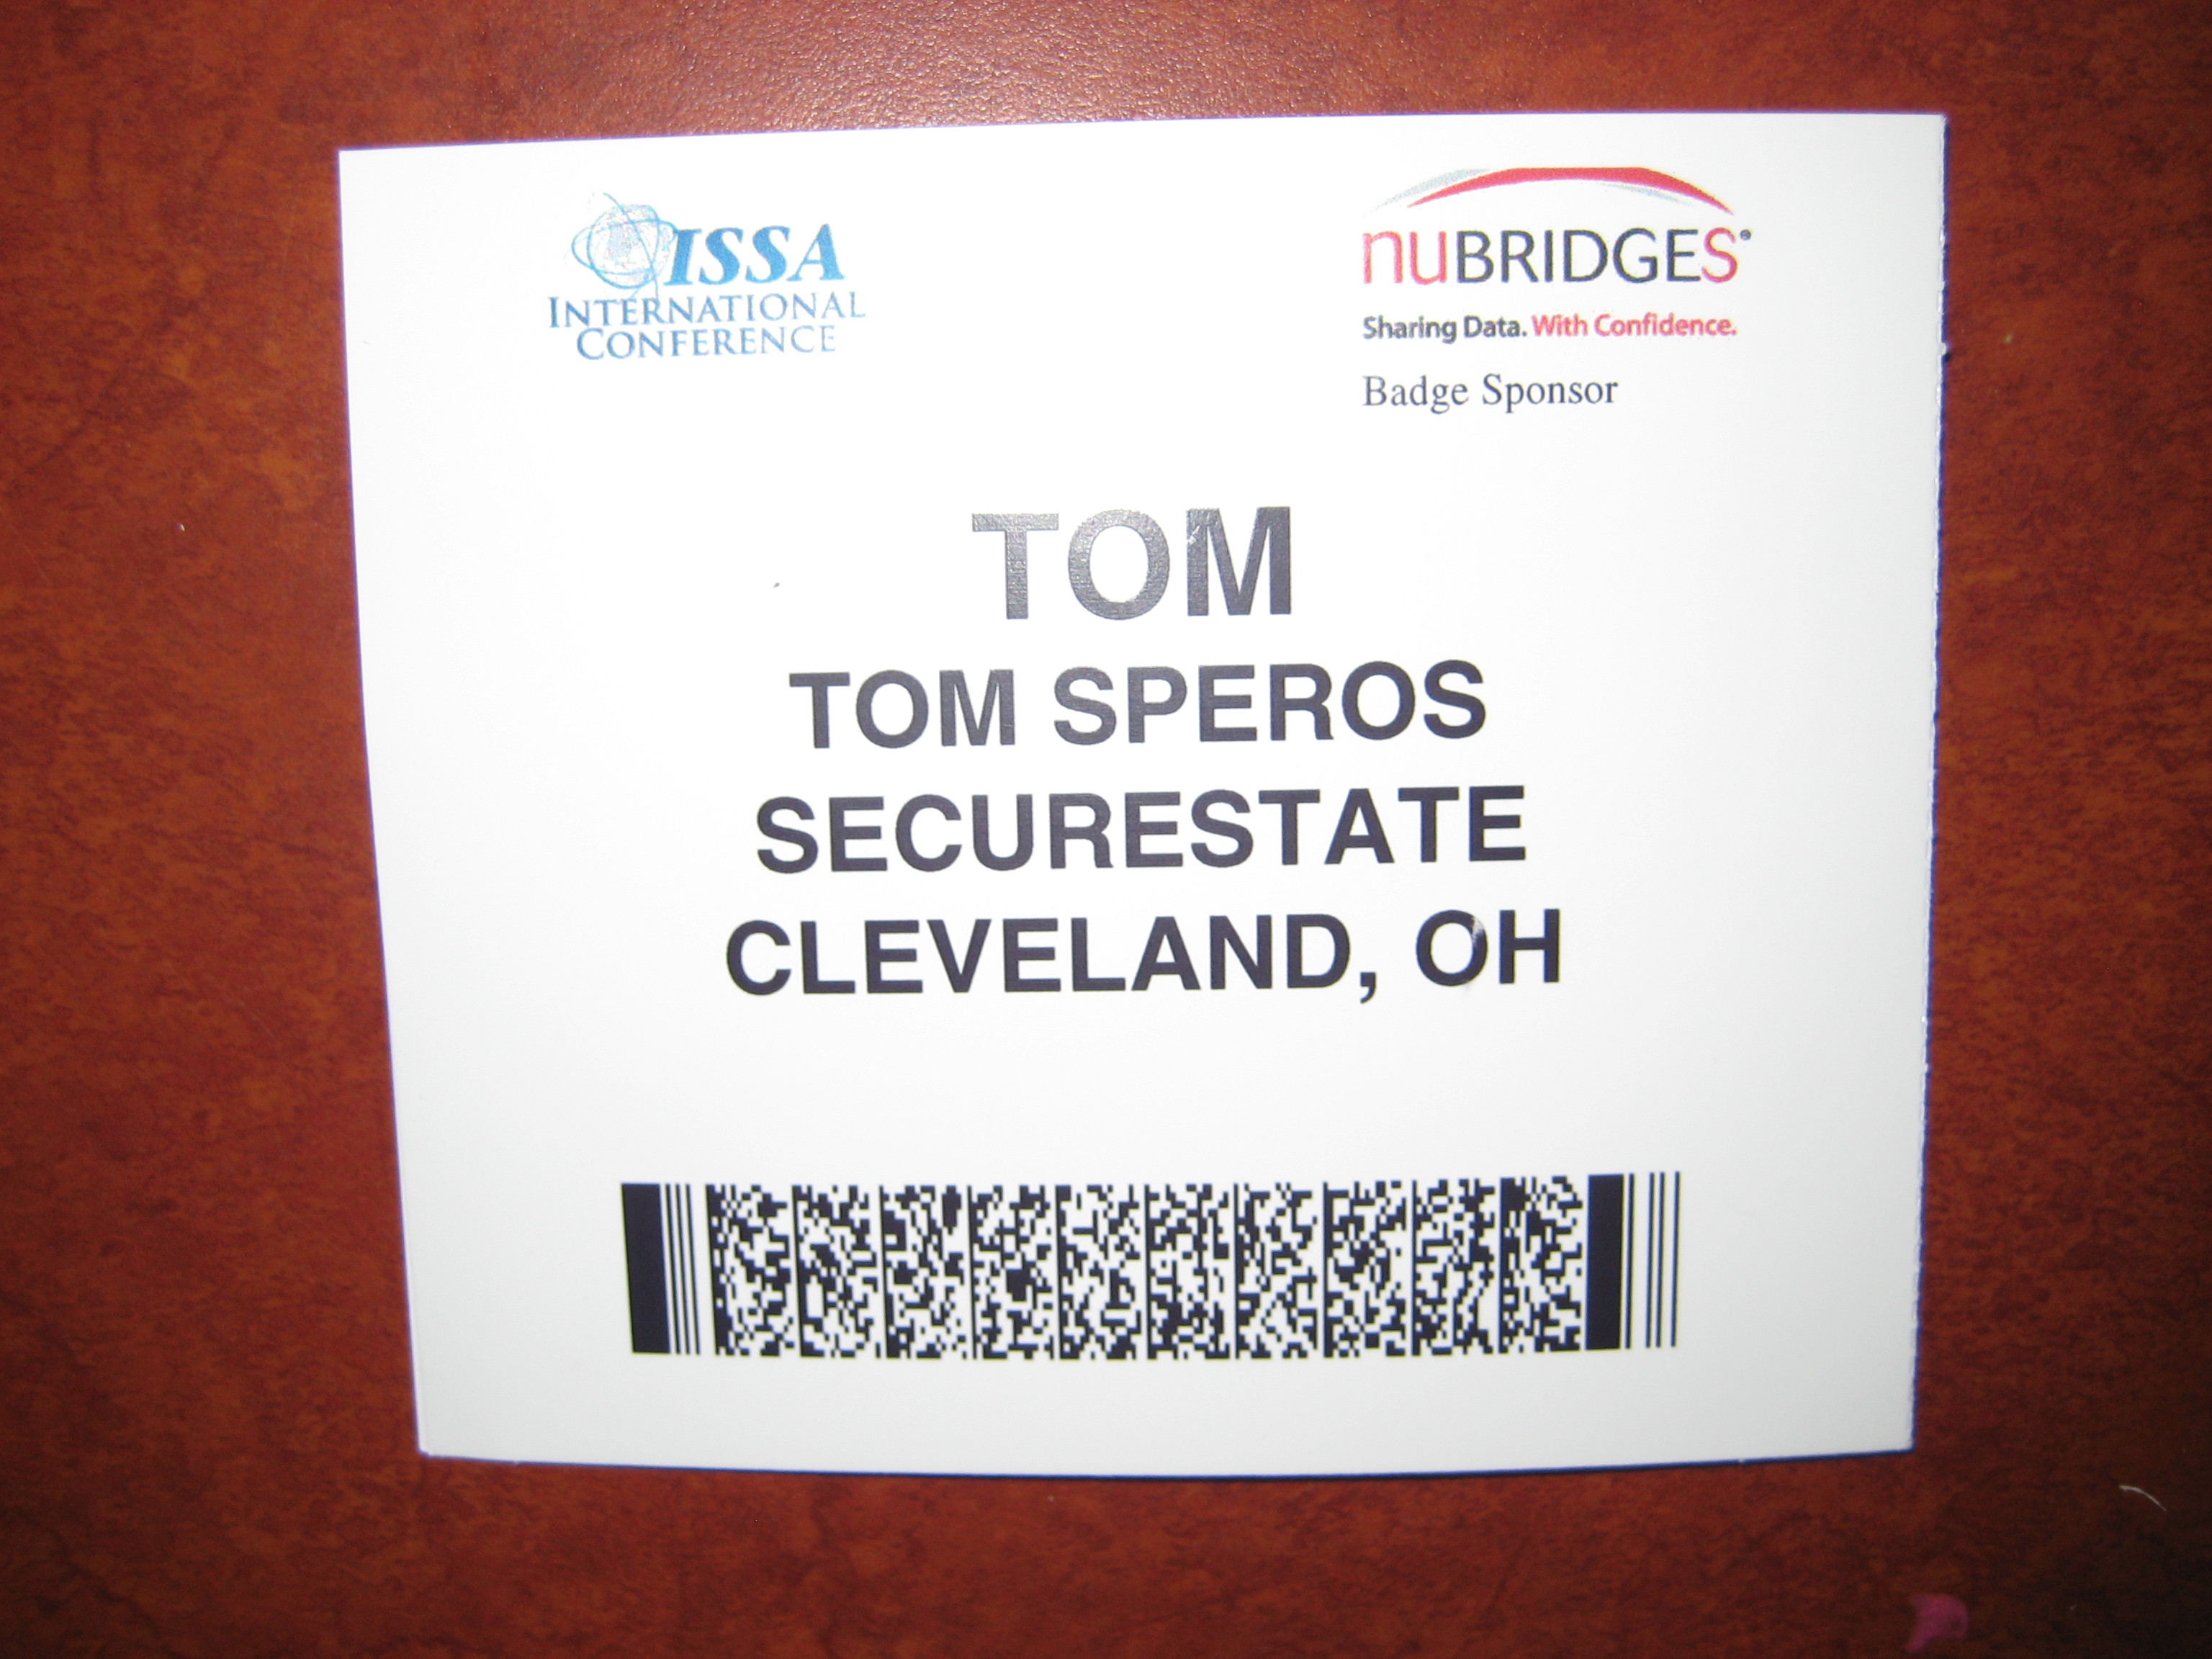 ISSA
INTERNATIONAL
CONFERENCE
nuBRIDGES®
Sharing Data. With Confidence.
Badge Sponsor
TOM
TOM SPEROS
SECURESTATE
CLEVELAND, OH